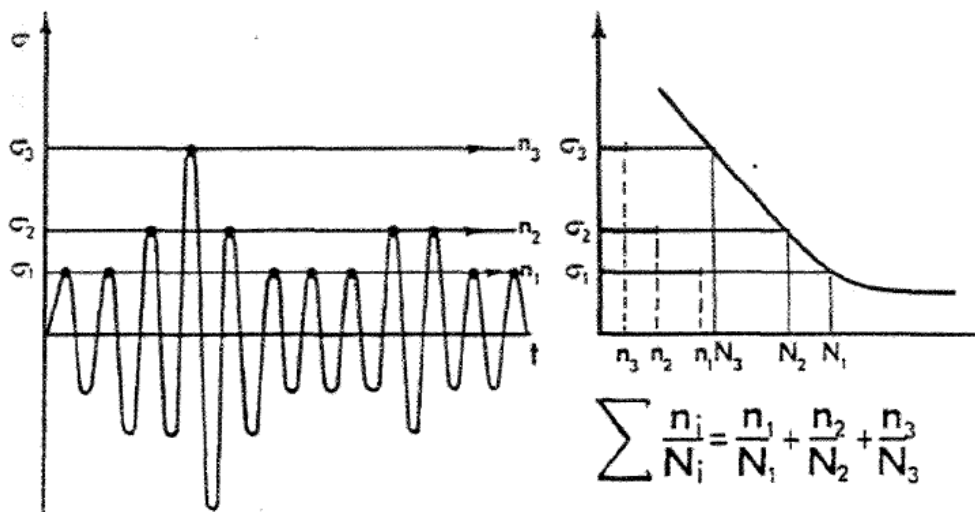 σ
σ₃ n₃ σ₃
σ₂ n₂ σ₂
σ₁ n₁ σ₁
t
n₃ n₂ n₁ N₃ N₂ N₁
∑ nᵢ/Nᵢ = n₁/N₁ + n₂/N₂ + n₃/N₃